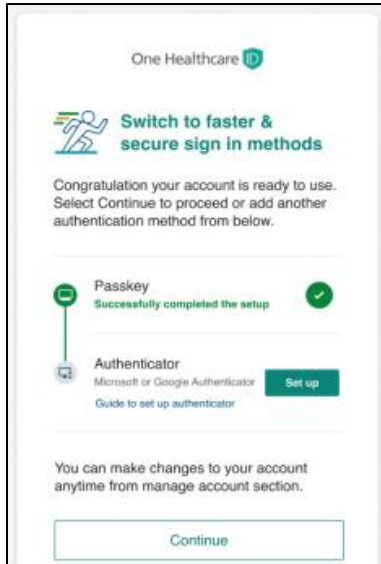 One Healthcare ID
Switch to faster &
secure sign in methods
Congratulation your account is ready to use.
Select Continue to proceed or add another
authentication method from below.
Passkey
Successfully completed the setup
Authenticator
Microsoft or Google Authenticator
Set up
Guide to set up authenticator
You can make changes to your account
anytime from manage account section.
Continue